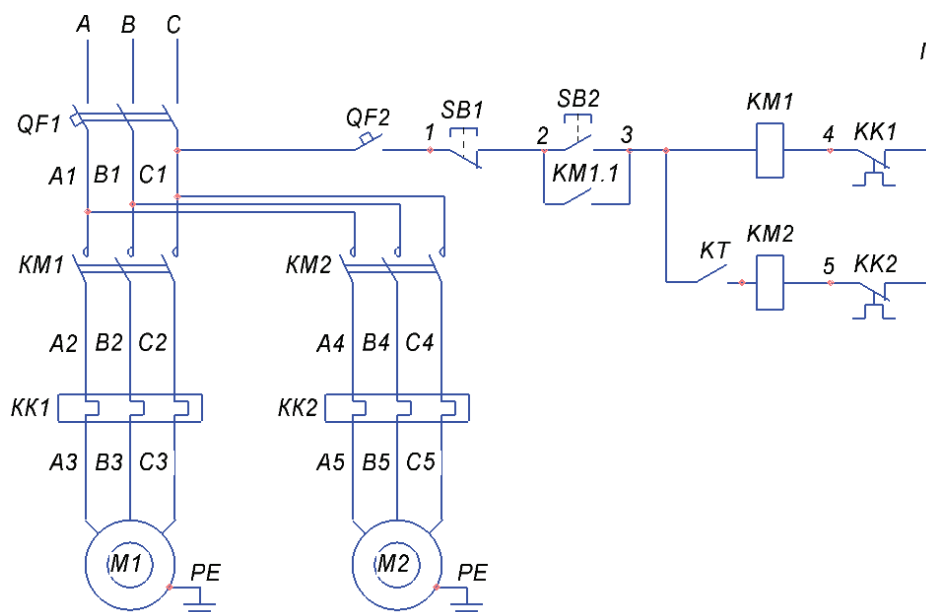 A B C
QF1
QF2
1
SB1
2
SB2
3
KM1
4
KK1
KM1.1
A1 B1 C1
KM1
KM2
KT
KM2
5
KK2
A2 B2 C2
A4 B4 C4
KK1
KK2
A3 B3 C3
A5 B5 C5
M1
PE
M2
PE